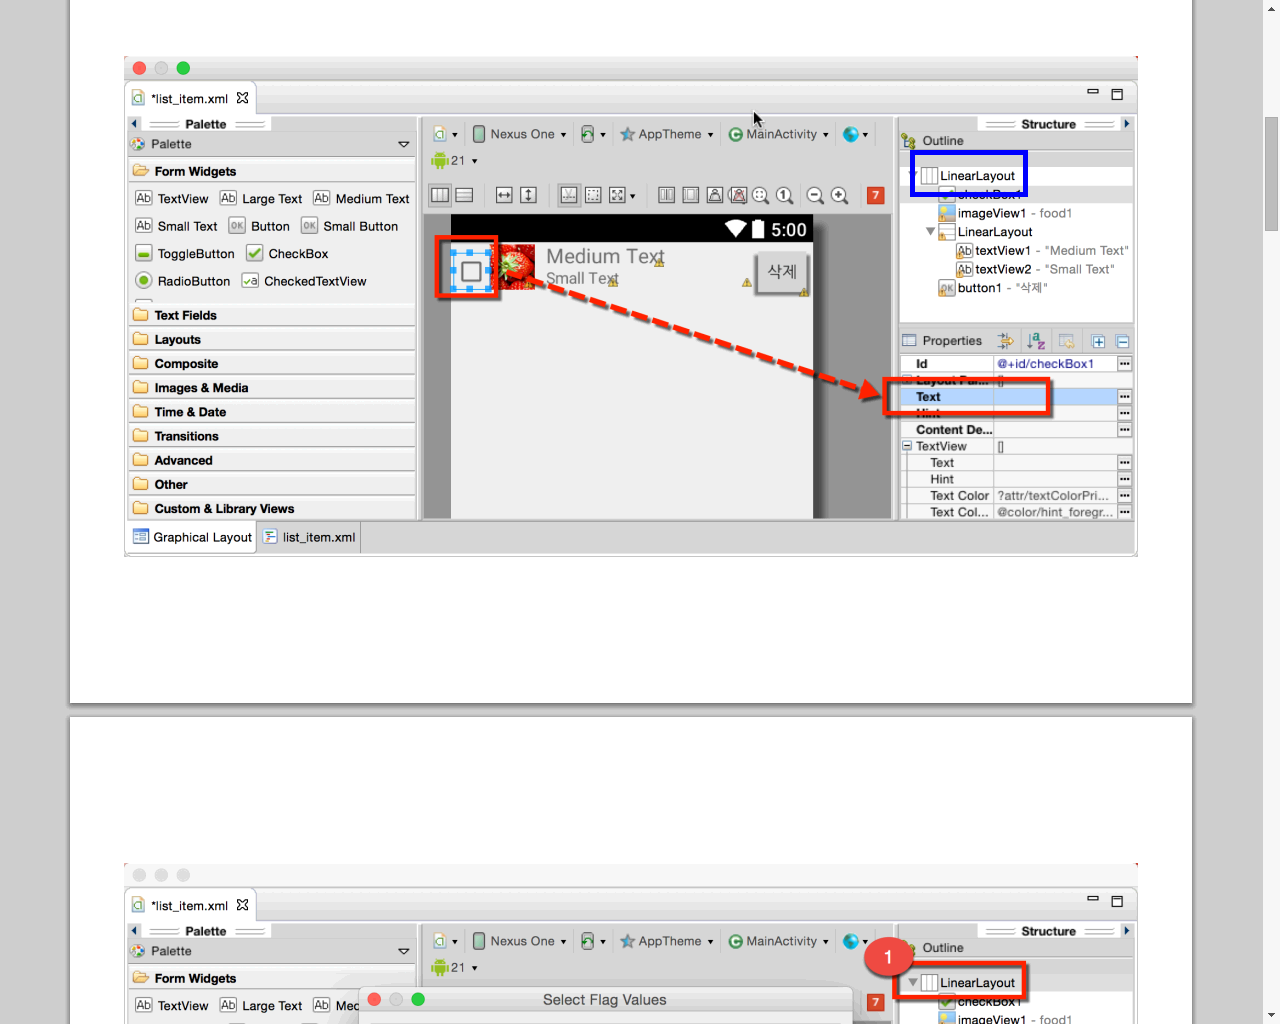 *list_item.xml
Palette
Palette
Form Widgets
Ab TextView Ab Large Text Ab Medium Text
Ab Small Text OK Button OK Small Button
ToggleButton CheckBox
RadioButton CheckedTextView
Text Fields
Layouts
Composite
Images & Media
Time & Date
Transitions
Advanced
Other
Custom & Library Views
Graphical Layout list_item.xml
Nexus One AppTheme MainActivity
21
7
5:00
Medium Text
Small Text
삭제
Structure
Outline
LinearLayout
checkBox1
imageView1 - food1
LinearLayout
Ab textView1 - "Medium Text"
Ab textView2 - "Small Text"
OK button1 - "삭제"
Properties
Id @+id/checkBox1
Layout Par... []
Text
Hint
Content De...
TextView []
Text
Hint
Text Color ?attr/textColorPri...
Text Col... @color/hint_foregr...
*list_item.xml
Palette
Palette
Form Widgets
Ab TextView Ab Large Text Ab Mec
Nexus One AppTheme MainActivity
21
7
Select Flag Values
Structure
Outline
1
LinearLayout
checkBox1
imageView1 - food1